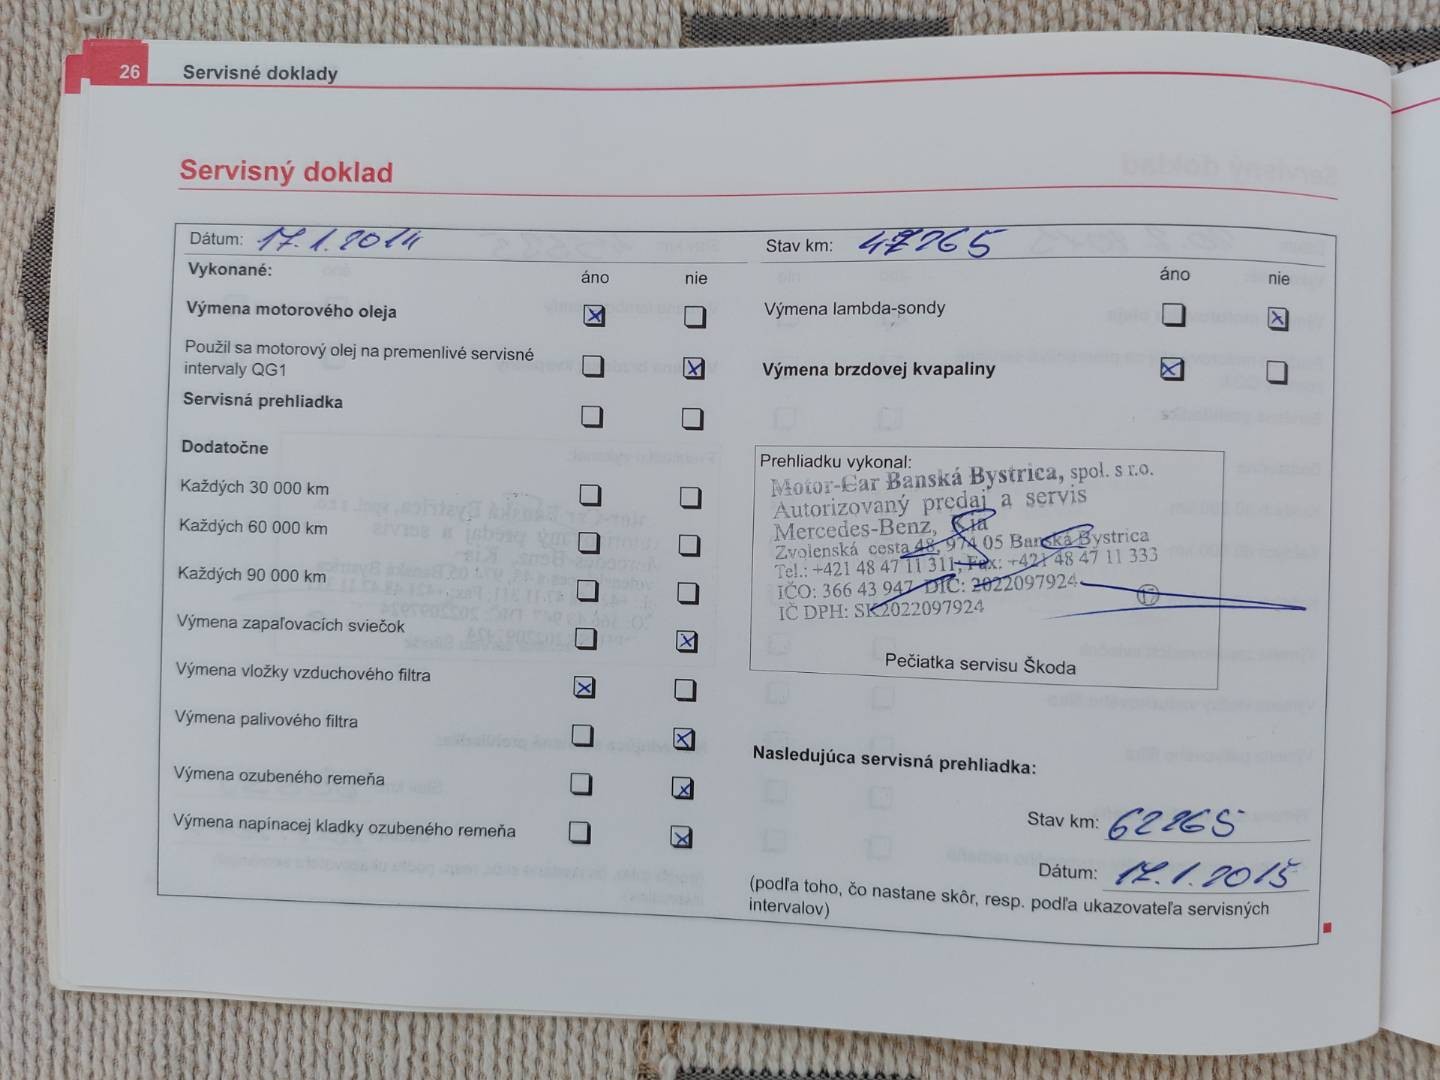 26 Servisné doklady
Servisný doklad
Dátum: 17.1.2014
Vykonané: áno nie
Výmena motorového oleja
Použil sa motorový olej na premenlivé servisné
intervaly QG1
Servisná prehliadka
Dodatočne
Každých 30 000 km
Každých 60 000 km
Každých 90 000 km
Výmena zapaľovacích sviečok
Výmena vložky vzduchového filtra
Výmena palivového filtra
Výmena ozubeného remeňa
Výmena napínacej kladky ozubeného remeňa
Stav km: 47265
áno nie
Výmena lambda-sondy
Výmena brzdovej kvapaliny
Prehliadku vykonal:
Motor-Car Banská Bystrica, spol. s r.o.
Autorizovaný predaj a servis
Mercedes-Benz, Kia
Zvolenská cesta 48, 974 05 Banská Bystrica
Tel.: +421 48 47 11 311, Fax: +421 48 47 11 333
IČO: 366 43 947 DIČ: 2022097924
IČ DPH: SK2022097924
17
Pečiatka servisu Škoda
Nasledujúca servisná prehliadka:
Stav km: 62265
Dátum: 17.1.2015
(podľa toho, čo nastane skôr, resp. podľa ukazovateľa servisných
intervalov)